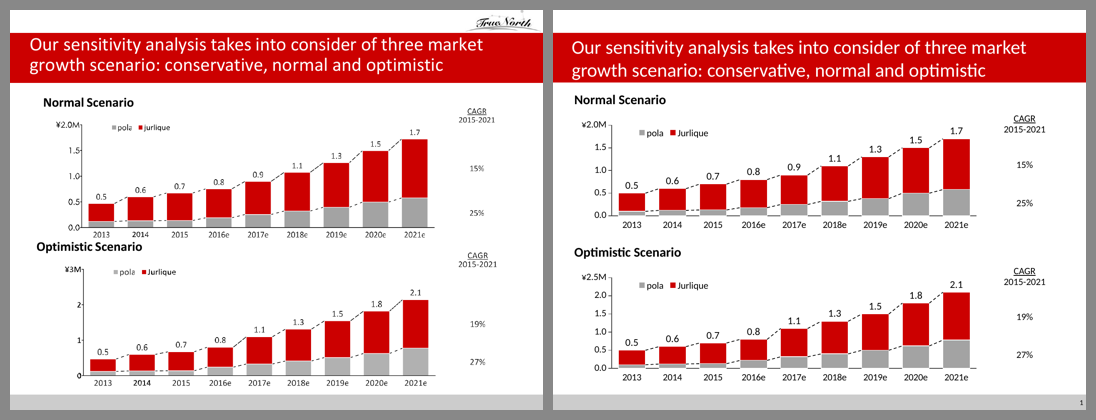 True North
Our sensitivity analysis takes into consider of three market
growth scenario: conservative, normal and optimistic
Normal Scenario
CAGR
2015-2021
¥2.0M
pola Jurlique
1.5
1.0
0.5
0.0
0.5 0.6 0.7 0.8 0.9 1.1 1.3 1.5 1.7
15%
25%
2013 2014 2015 2016e 2017e 2018e 2019e 2020e 2021e
Optimistic Scenario
CAGR
2015-2021
¥3M
pola Jurlique
2
1
0
0.5 0.6 0.7 0.8 1.1 1.3 1.5 1.8 2.1
19%
27%
2013 2014 2015 2016e 2017e 2018e 2019e 2020e 2021e
Our sensitivity analysis takes into consider of three market
growth scenario: conservative, normal and optimistic
Normal Scenario
CAGR
2015-2021
¥2.0M
pola Jurlique
1.5
1.0
0.5
0.0
0.5 0.6 0.7 0.8 0.9 1.1 1.3 1.5 1.7
15%
25%
2013 2014 2015 2016e 2017e 2018e 2019e 2020e 2021e
Optimistic Scenario
CAGR
2015-2021
¥2.5M
pola Jurlique
2.0
1.5
1.0
0.5
0.0
0.5 0.6 0.7 0.8 1.1 1.3 1.5 1.8 2.1
19%
27%
2013 2014 2015 2016e 2017e 2018e 2019e 2020e 2021e
1